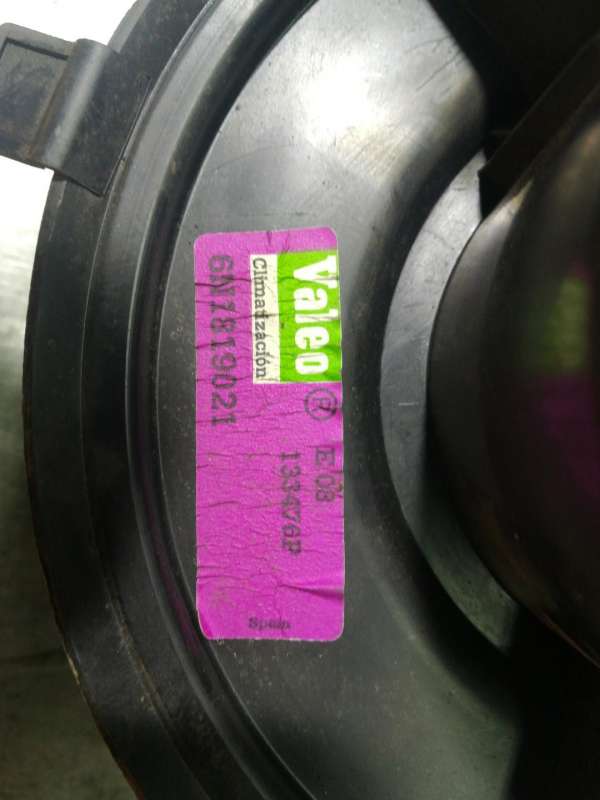 Valeo
Climatización
6N1819021
F
E 08
133476P
Spain